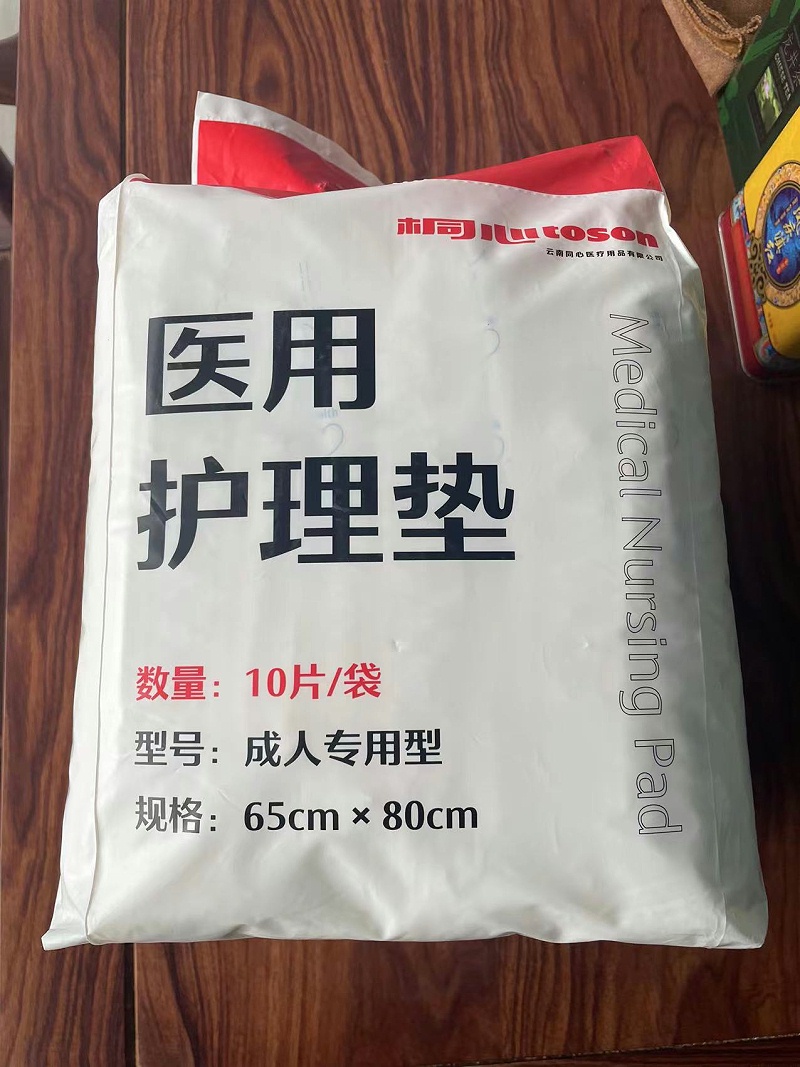 桐心toson
云南同心医疗用品有限公司
医用
护理垫
Medical Nursing Pad
数量：10片/袋
型号：成人专用型
规格：65cm×80cm